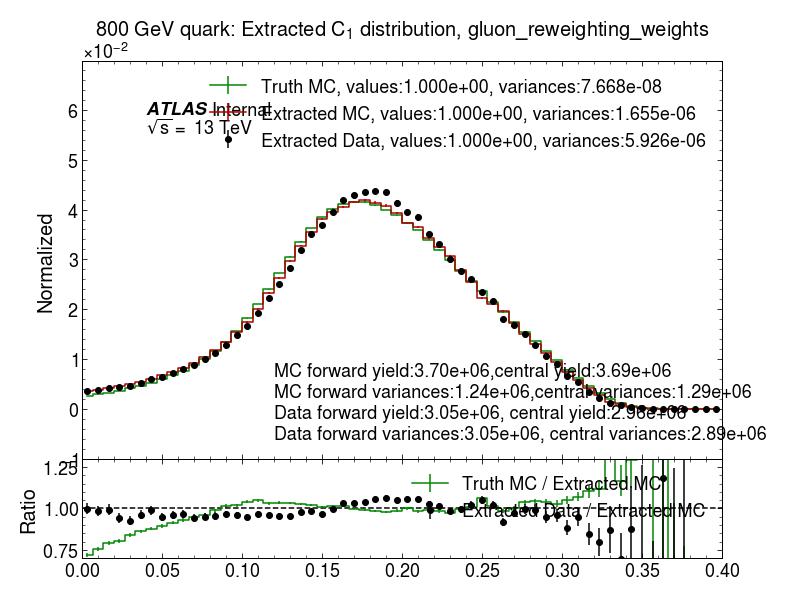 800 GeV quark: Extracted C₁ distribution, gluon_reweighting_weights
×10⁻²
Truth MC, values:1.000e+00, variances:7.668e-08
ATLAS Internal
Extracted MC, values:1.000e+00, variances:1.655e-06
√s = 13 TeV
Extracted Data, values:1.000e+00, variances:5.926e-06
6
5
4
3
2
1
0
1
Normalized
MC forward yield:3.70e+06,central yield:3.69e+06
MC forward variances:1.24e+06,central variances:1.29e+06
Data forward yield:3.05e+06, central yield:2.98e+06
Data forward variances:3.05e+06, central variances:2.89e+06
1.25
1.00
0.75
Ratio
Truth MC / Extracted MC
Extracted Data / Extracted MC
0.00 0.05 0.10 0.15 0.20 0.25 0.30 0.35 0.40